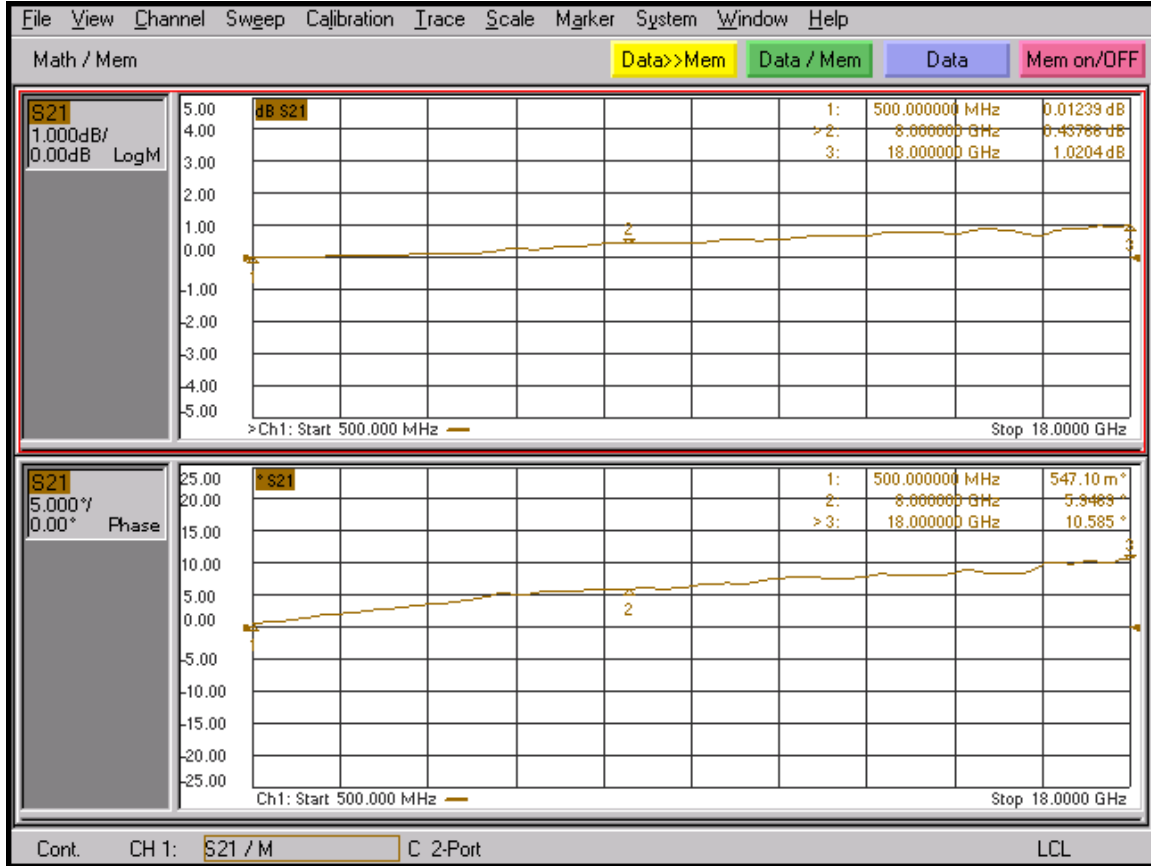 File View Channel Sweep Calibration Trace Scale Marker System Window Help
Math / Mem Data>>Mem Data / Mem Data Mem on/OFF
S21
1.000dB/
0.00dB LogM
5.00
4.00
3.00
2.00
1.00
0.00
-1.00
-2.00
-3.00
-4.00
-5.00
dB S21
1: 500.000000 MHz 0.01239 dB
>2: 8.000000 GHz 0.43788 dB
3: 18.000000 GHz 1.0204 dB
2
3
1
>Ch1: Start 500.000 MHz Stop 18.0000 GHz
S21
5.000°/
0.00° Phase
25.00
20.00
15.00
10.00
5.00
0.00
-5.00
-10.00
-15.00
-20.00
-25.00
° S21
1: 500.000000 MHz 547.10 m°
2: 8.000000 GHz 5.9489 °
>3: 18.000000 GHz 10.585 °
3
2
1
Ch1: Start 500.000 MHz Stop 18.0000 GHz
Cont. CH 1: S21 / M C 2-Port LCL